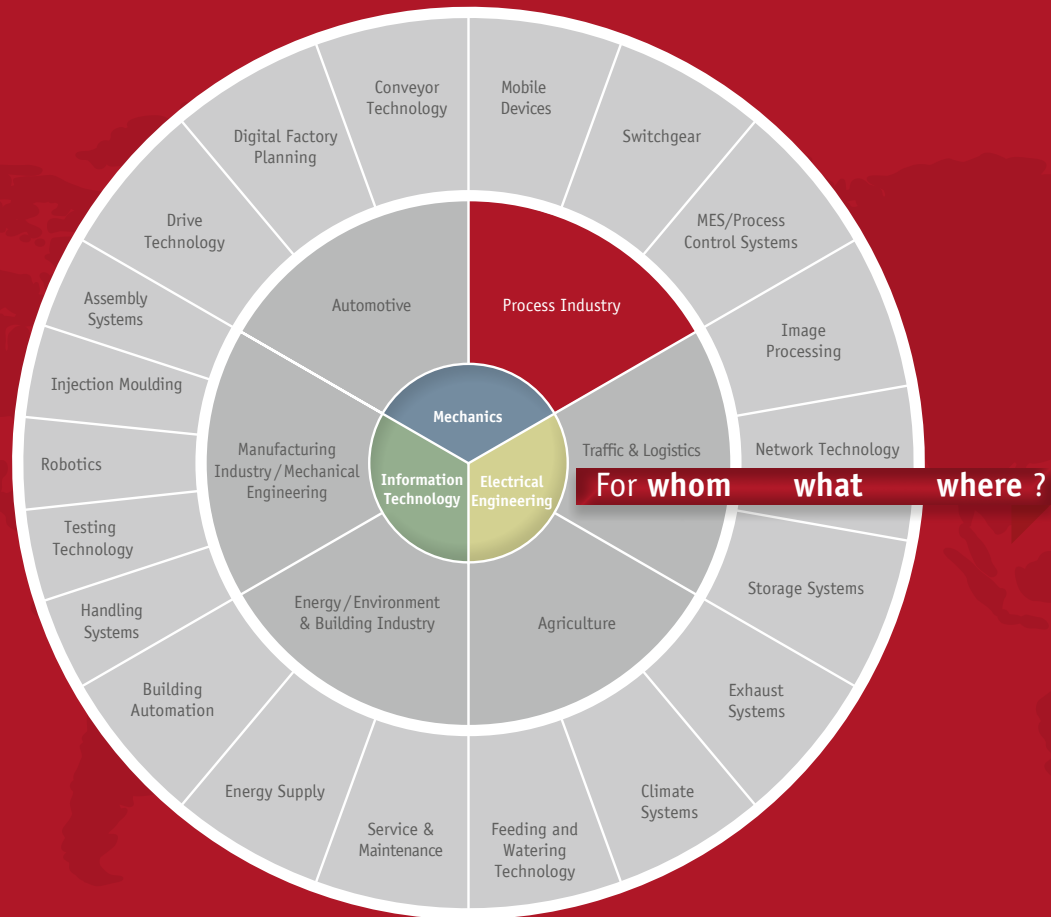 Conveyor
Technology
Mobile
Devices
Digital Factory
Planning
Switchgear
Drive
Technology
MES/Process
Control Systems
Assembly
Systems
Automotive
Process Industry
Image
Processing
Injection Moulding
Mechanics
Robotics
Manufacturing
Industry/Mechanical
Engineering
Information
Technology
Electrical
Engineering
Traffic & Logistics
Network Technology
For whom what where ?
Testing
Technology
Handling
Systems
Energy/Environment
& Building Industry
Agriculture
Storage Systems
Building
Automation
Exhaust
Systems
Energy Supply
Climate
Systems
Service &
Maintenance
Feeding and
Watering
Technology